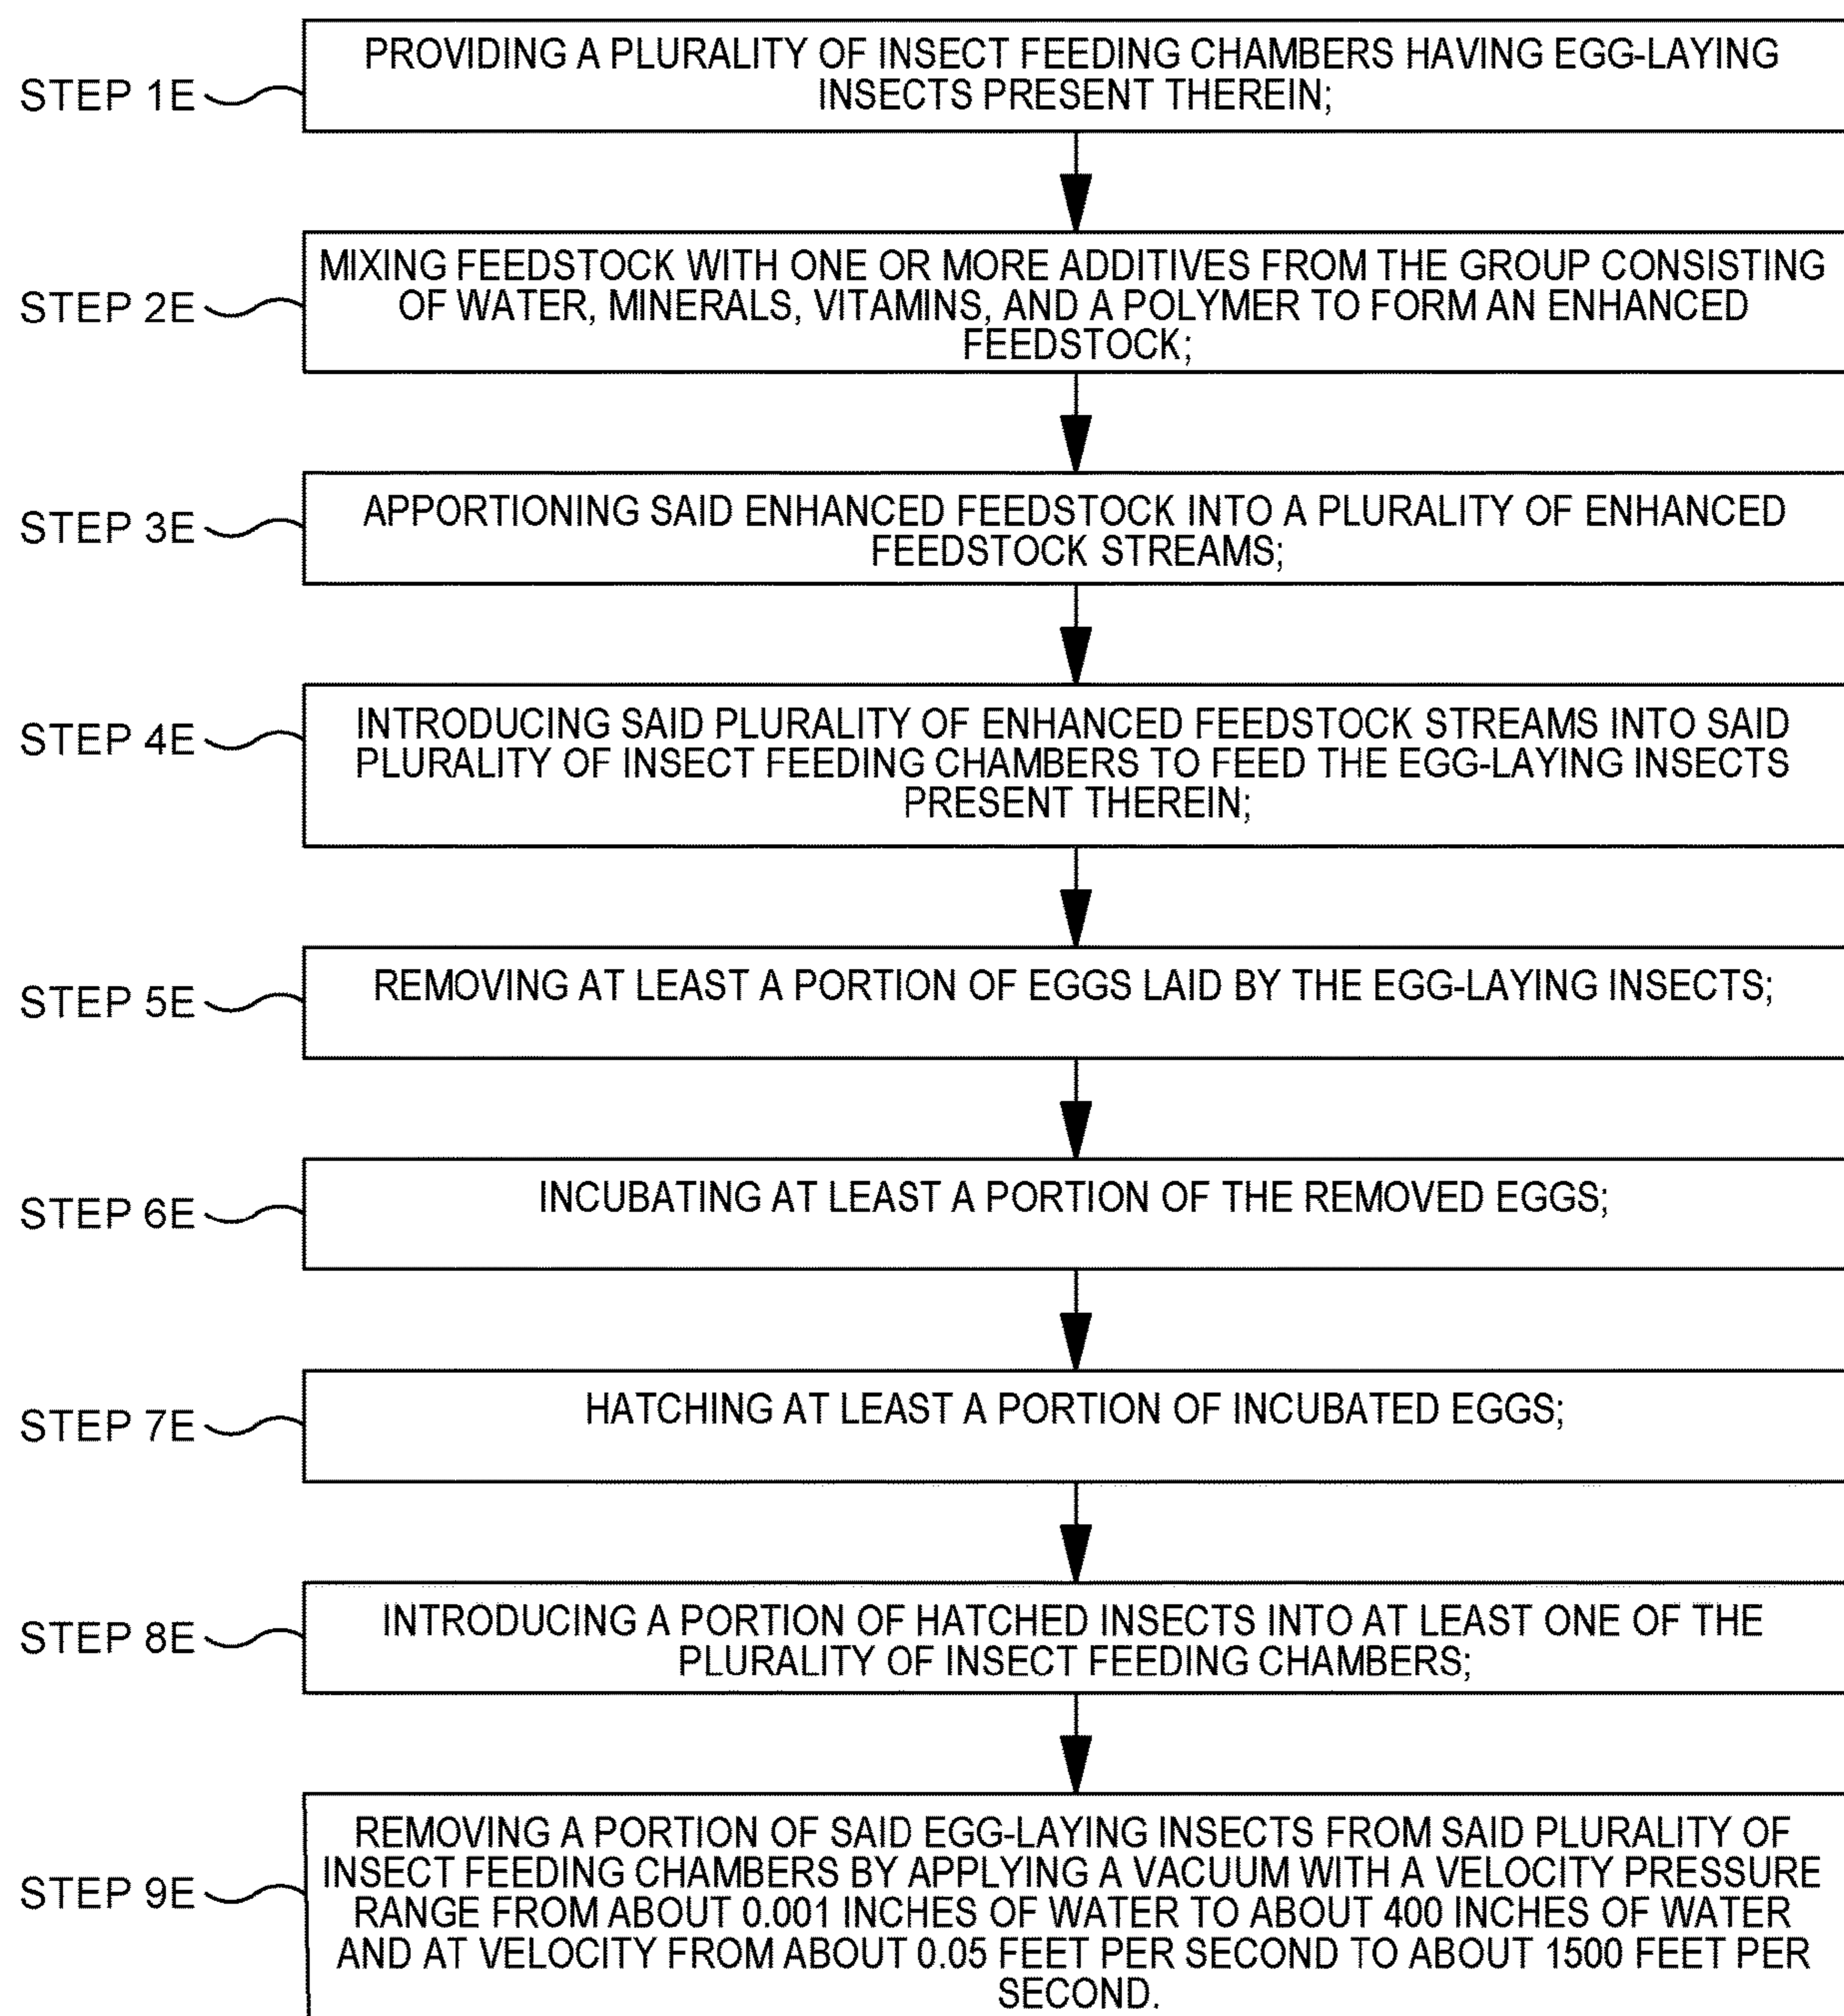 STEP 1E
PROVIDING A PLURALITY OF INSECT FEEDING CHAMBERS HAVING EGG-LAYING
INSECTS PRESENT THEREIN;
STEP 2E
MIXING FEEDSTOCK WITH ONE OR MORE ADDITIVES FROM THE GROUP CONSISTING
OF WATER, MINERALS, VITAMINS, AND A POLYMER TO FORM AN ENHANCED
FEEDSTOCK;
STEP 3E
APPORTIONING SAID ENHANCED FEEDSTOCK INTO A PLURALITY OF ENHANCED
FEEDSTOCK STREAMS;
STEP 4E
INTRODUCING SAID PLURALITY OF ENHANCED FEEDSTOCK STREAMS INTO SAID
PLURALITY OF INSECT FEEDING CHAMBERS TO FEED THE EGG-LAYING INSECTS
PRESENT THEREIN;
STEP 5E
REMOVING AT LEAST A PORTION OF EGGS LAID BY THE EGG-LAYING INSECTS;
STEP 6E
INCUBATING AT LEAST A PORTION OF THE REMOVED EGGS;
STEP 7E
HATCHING AT LEAST A PORTION OF INCUBATED EGGS;
STEP 8E
INTRODUCING A PORTION OF HATCHED INSECTS INTO AT LEAST ONE OF THE
PLURALITY OF INSECT FEEDING CHAMBERS;
STEP 9E
REMOVING A PORTION OF SAID EGG-LAYING INSECTS FROM SAID PLURALITY OF
INSECT FEEDING CHAMBERS BY APPLYING A VACUUM WITH A VELOCITY PRESSURE
RANGE FROM ABOUT 0.001 INCHES OF WATER TO ABOUT 400 INCHES OF WATER
AND AT VELOCITY FROM ABOUT 0.05 FEET PER SECOND TO ABOUT 1500 FEET PER
SECOND.